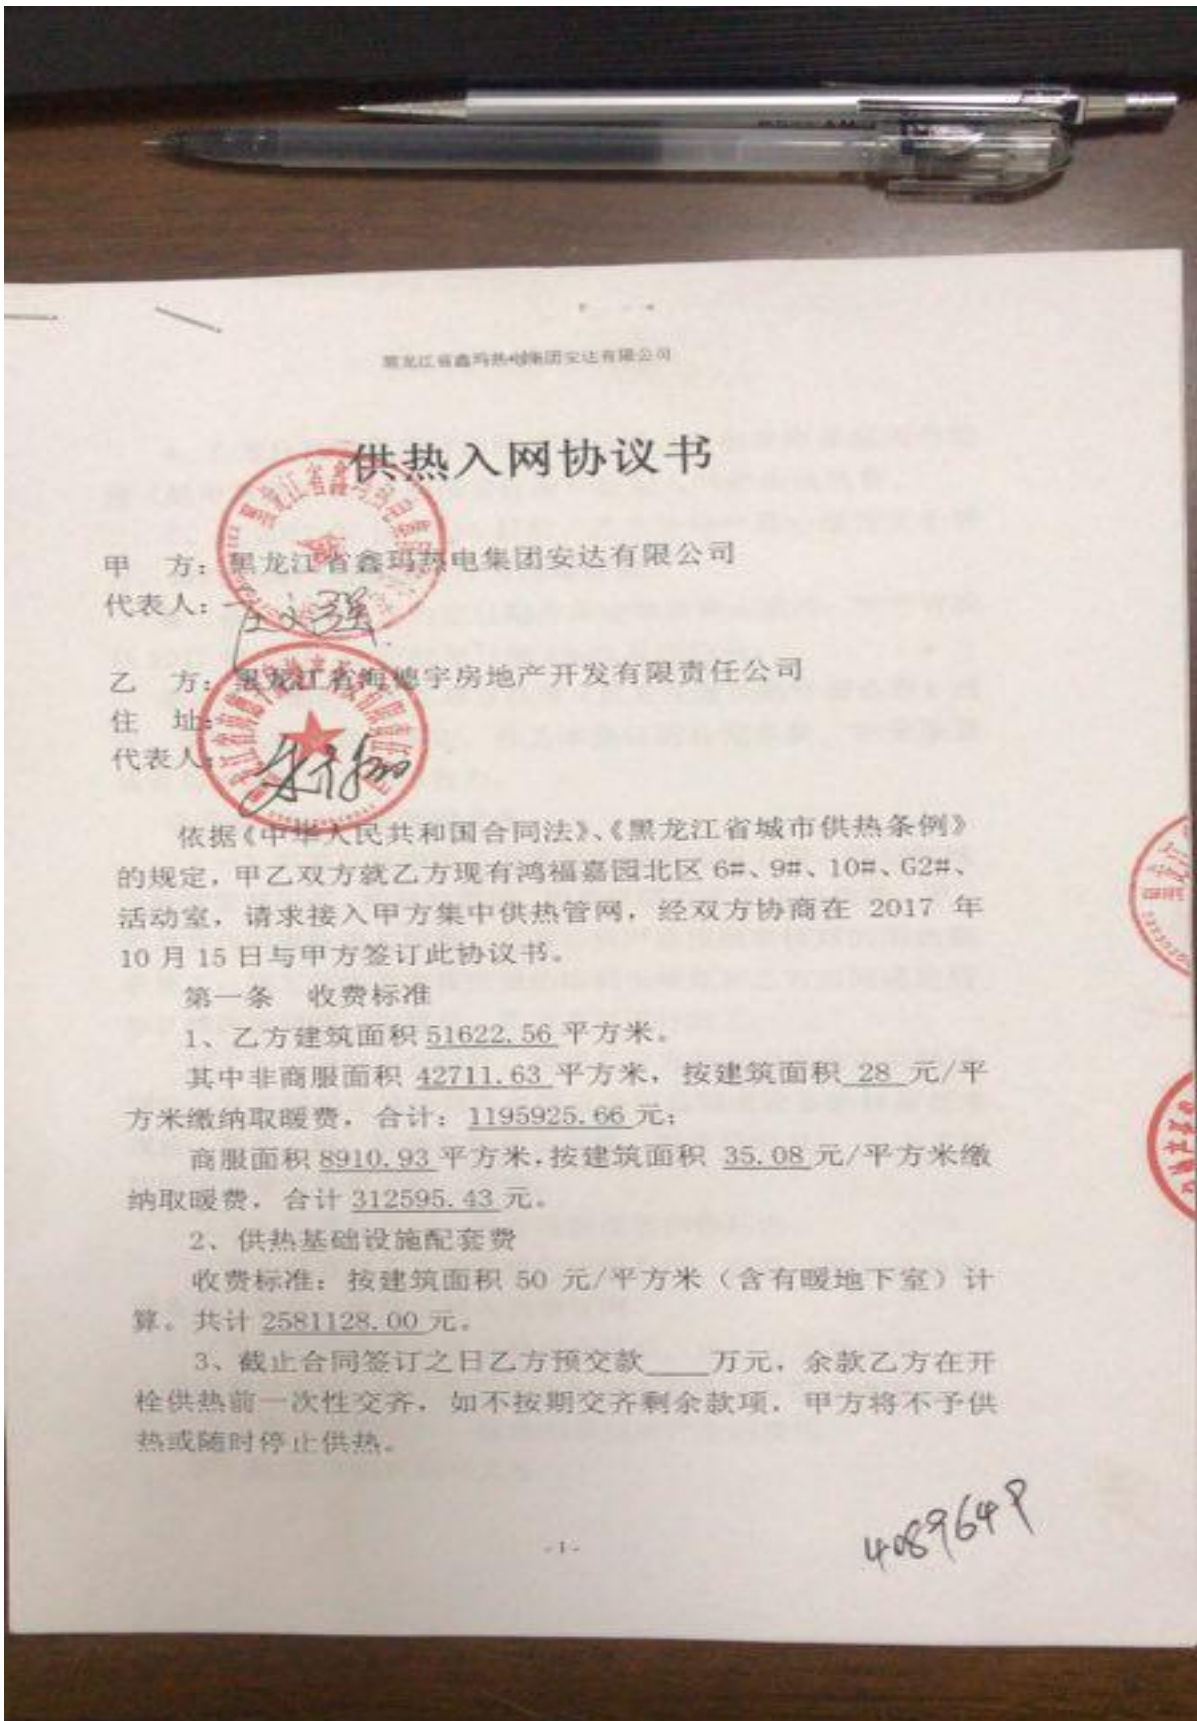 黑龙江省鑫玛热电集团安达有限公司
供热入网协议书
甲 方：黑龙江省鑫玛热电集团安达有限公司
代表人：
乙 方：黑龙江省海德宇房地产开发有限责任公司
住 址：
代表人：
依据《中华人民共和国合同法》、《黑龙江省城市供热条例》
的规定，甲乙双方就乙方现有鸿福嘉园北区 6#、9#、10#、G2#、
活动室，请求接入甲方集中供热管网，经双方协商在 2017 年
10 月 15 日与甲方签订此协议书。
第一条 收费标准
1、乙方建筑面积 51622.56 平方米。
其中非商服面积 42711.63 平方米，按建筑面积 28 元/平
方米缴纳取暖费，合计：1195925.66 元；
商服面积 8910.93 平方米，按建筑面积 35.08 元/平方米缴
纳取暖费，合计 312595.43 元。
2、供热基础设施配套费
收费标准：按建筑面积 50 元/平方米（含有暖地下室）计
算。共计 2581128.00 元。
3、截止合同签订之日乙方预交款____万元，余款乙方在开
栓供热前一次性交齐，如不按期交齐剩余款项，甲方将不予供
热或随时停止供热。
4089649
- 1 -